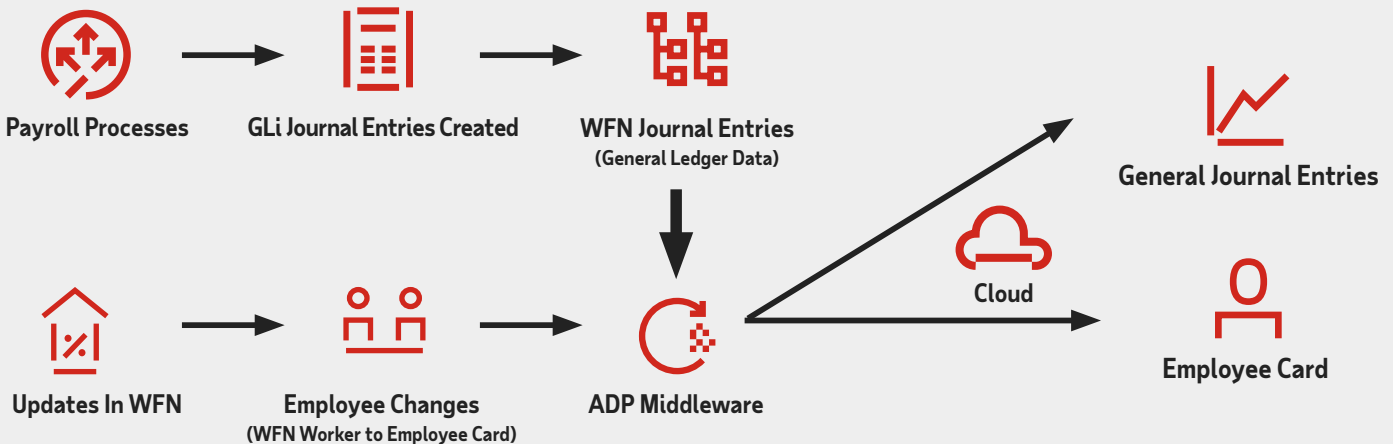 Payroll Processes
GLi Journal Entries Created
WFN Journal Entries
(General Ledger Data)
General Journal Entries
Cloud
Employee Card
Updates In WFN
Employee Changes
(WFN Worker to Employee Card)
ADP Middleware